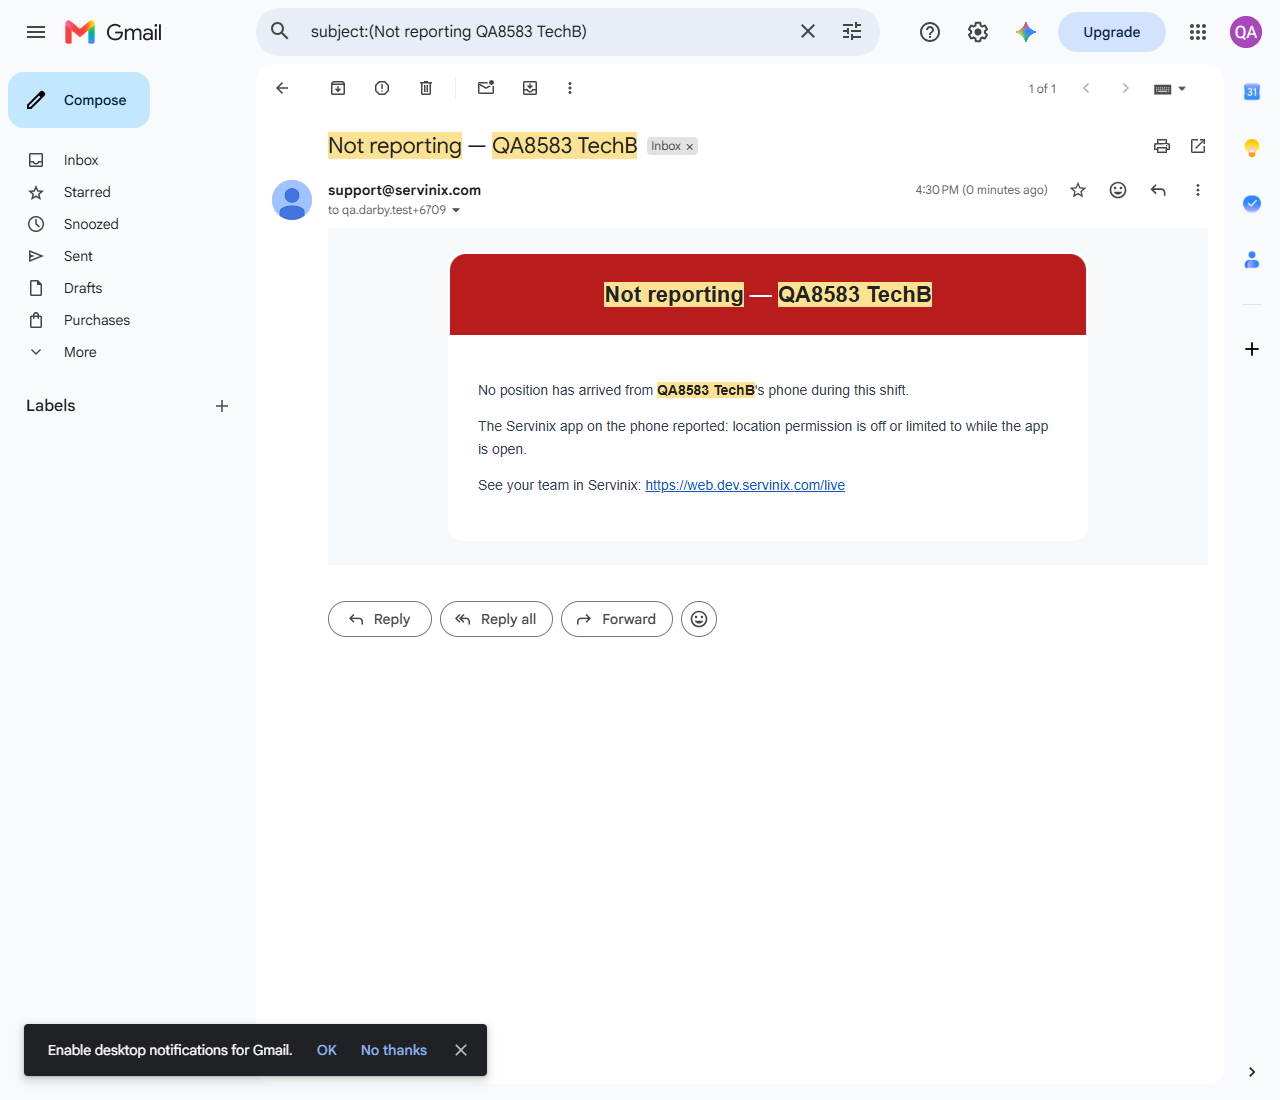 Gmail
subject:(Not reporting QA8583 TechB)
Upgrade
QA
Compose
1 of 1
31
Inbox
Starred
Snoozed
Sent
Drafts
Purchases
More
Labels
Not reporting — QA8583 TechB Inbox ×
support@servinix.com
4:30 PM (0 minutes ago)
to qa.darby.test+6709
Not reporting — QA8583 TechB
No position has arrived from QA8583 TechB's phone during this shift.
The Servinix app on the phone reported: location permission is off or limited to while the app
is open.
See your team in Servinix: https://web.dev.servinix.com/live
Reply
Reply all
Forward
Enable desktop notifications for Gmail. OK No thanks